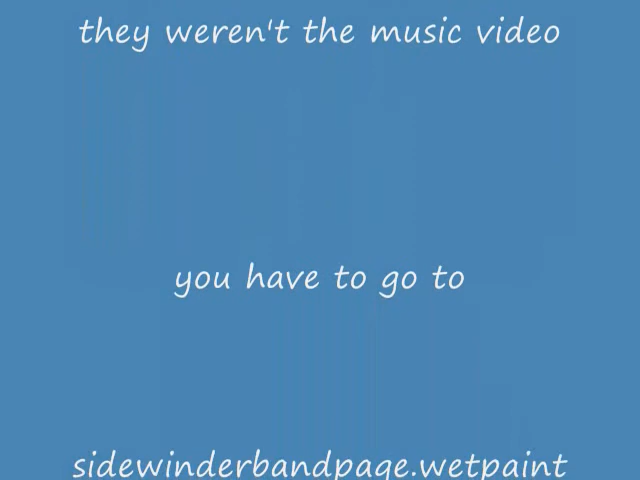 they weren't the music video
you have to go to
sidewinderbandpage.wetpaint